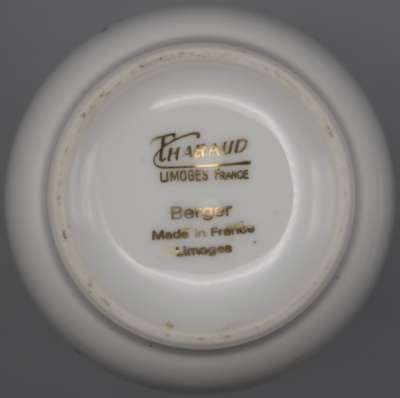 CHABAUD
LIMOGES FRANCE
Berger
Made in France
Limoges